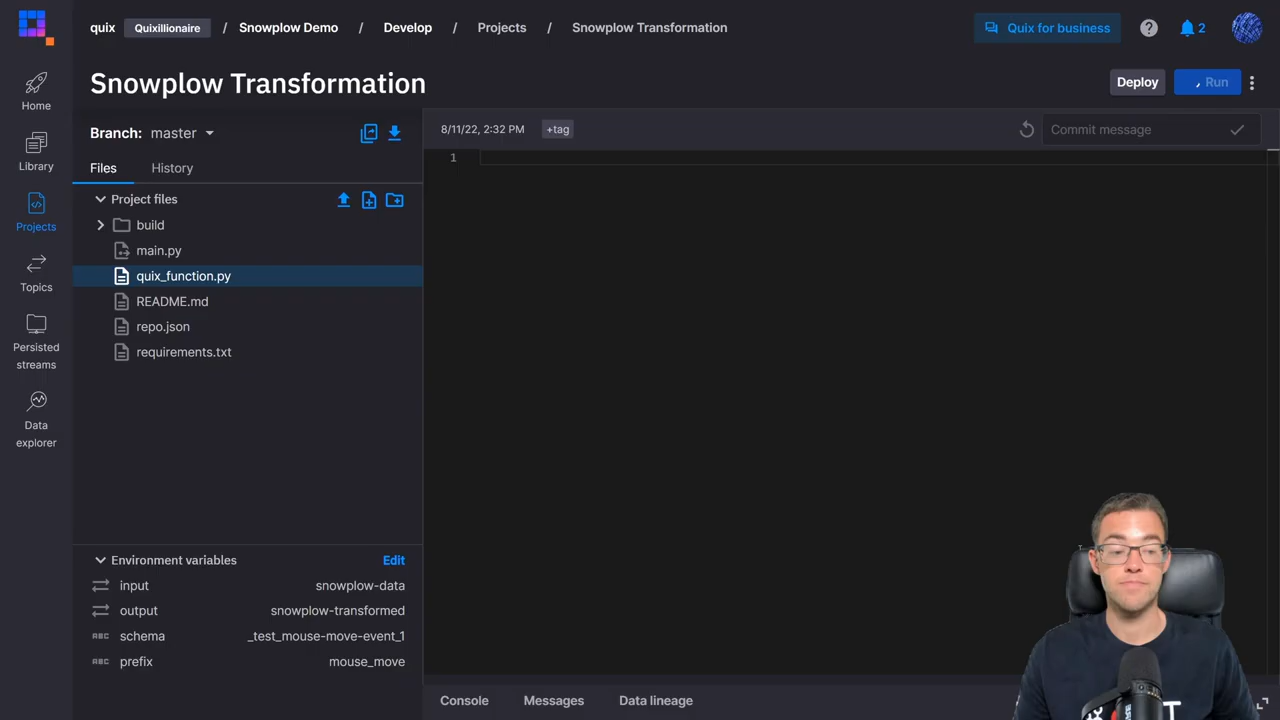 quix Quixillionaire / Snowplow Demo / Develop / Projects / Snowplow Transformation
Quix for business
2
Snowplow Transformation
Deploy
Run
Home
Library
Projects
Topics
Persisted
streams
Data
explorer
Branch: master
Files
History
Project files
build
main.py
quix_function.py
README.md
repo.json
requirements.txt
Environment variables
Edit
input snowplow-data
output snowplow-transformed
ABC schema _test_mouse-move-event_1
ABC prefix mouse_move
8/11/22, 2:32 PM
+tag
Commit message
1
Console
Messages
Data lineage